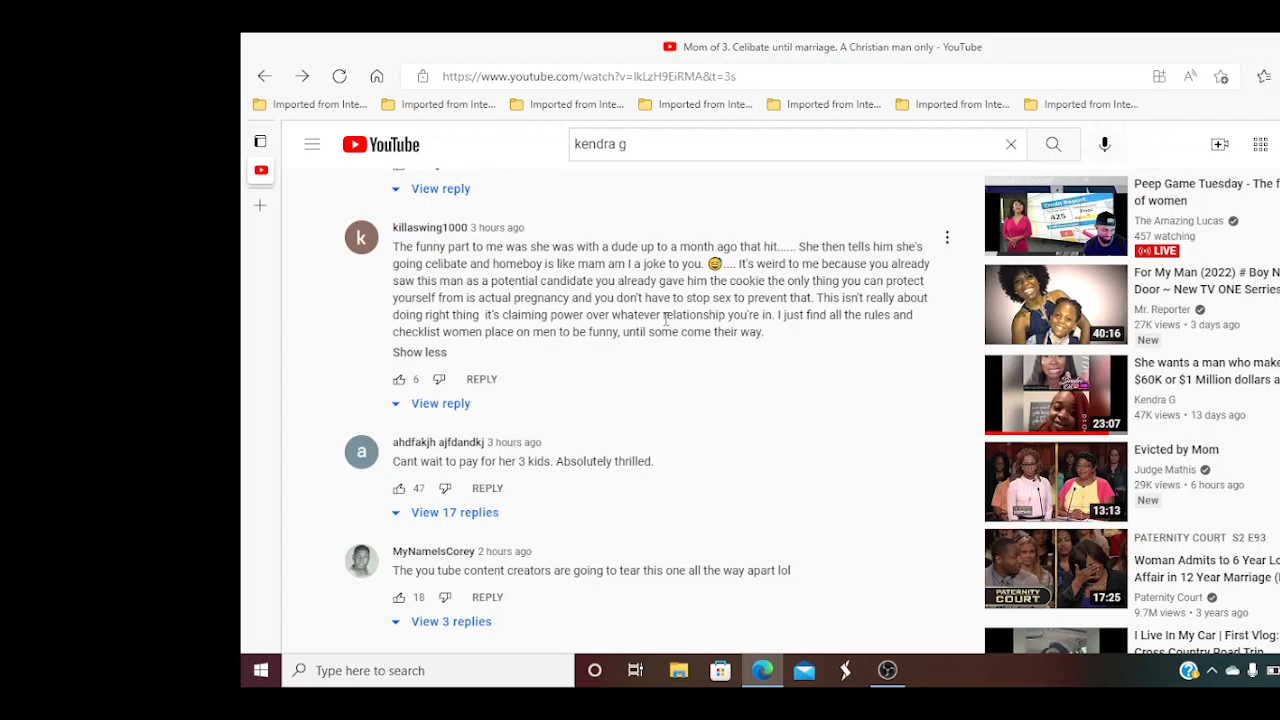 Mom of 3. Celibate until marriage. A Christian man only - YouTube
https://www.youtube.com/watch?v=IkLzH9EiRMA&t=3s
Imported from Inte...
Imported from Inte...
Imported from Inte...
Imported from Inte...
Imported from Inte...
Imported from Inte...
Imported from Inte...
YouTube
kendra g
View reply
killaswing1000 3 hours ago
The funny part to me was she was with a dude up to a month ago that hit...... She then tells him she's
going celibate and homeboy is like mam am I a joke to you. 😅.... It's weird to me because you already
saw this man as a potential candidate you already gave him the cookie the only thing you can protect
yourself from is actual pregnancy and you don't have to stop sex to prevent that. This isn't really about
doing right thing it's claiming power over whatever relationship you're in. I just find all the rules and
checklist women place on men to be funny, until some come their way.
Show less
6 REPLY
View reply
k
ahdfakjh ajfdandkj 3 hours ago
Cant wait to pay for her 3 kids. Absolutely thrilled.
47 REPLY
View 17 replies
a
MyNameIsCorey 2 hours ago
The you tube content creators are going to tear this one all the way apart lol
18 REPLY
View 3 replies
Peep Game Tuesday - The f
of women
The Amazing Lucas
457 watching
LIVE
Credit Report
425
For My Man (2022) # Boy N
Door ~ New TV ONE Series
Mr. Reporter
27K views • 3 days ago
New
40:16
She wants a man who make
$60K or $1 Million dollars a
Kendra G
47K views • 13 days ago
23:07
Evicted by Mom
Judge Mathis
29K views • 6 hours ago
New
13:13
PATERNITY COURT S2 E93
Woman Admits to 6 Year Lo
Affair in 12 Year Marriage (
Paternity Court
9.7M views • 3 years ago
PATERNITY
COURT
17:25
I Live In My Car | First Vlog:
Cross Country Road Trip
Type here to search